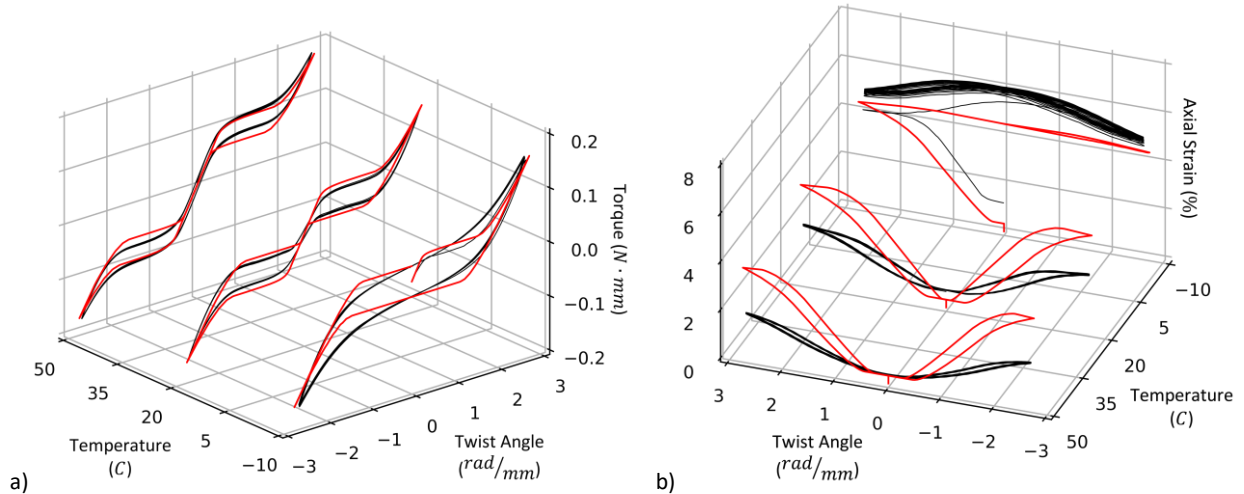 0.2
0.1
0.0
−0.1
−0.2
Torque (N · mm)
50
35
20
5
−10
Temperature
(C)
−3
−2
−1
0
1
2
3
Twist Angle
(rad/mm)
a)
8
6
4
2
0
Axial Strain (%)
3
2
1
0
−1
−2
−3
Twist Angle
(rad/mm)
−10
5
20
35
50
Temperature
(C)
b)